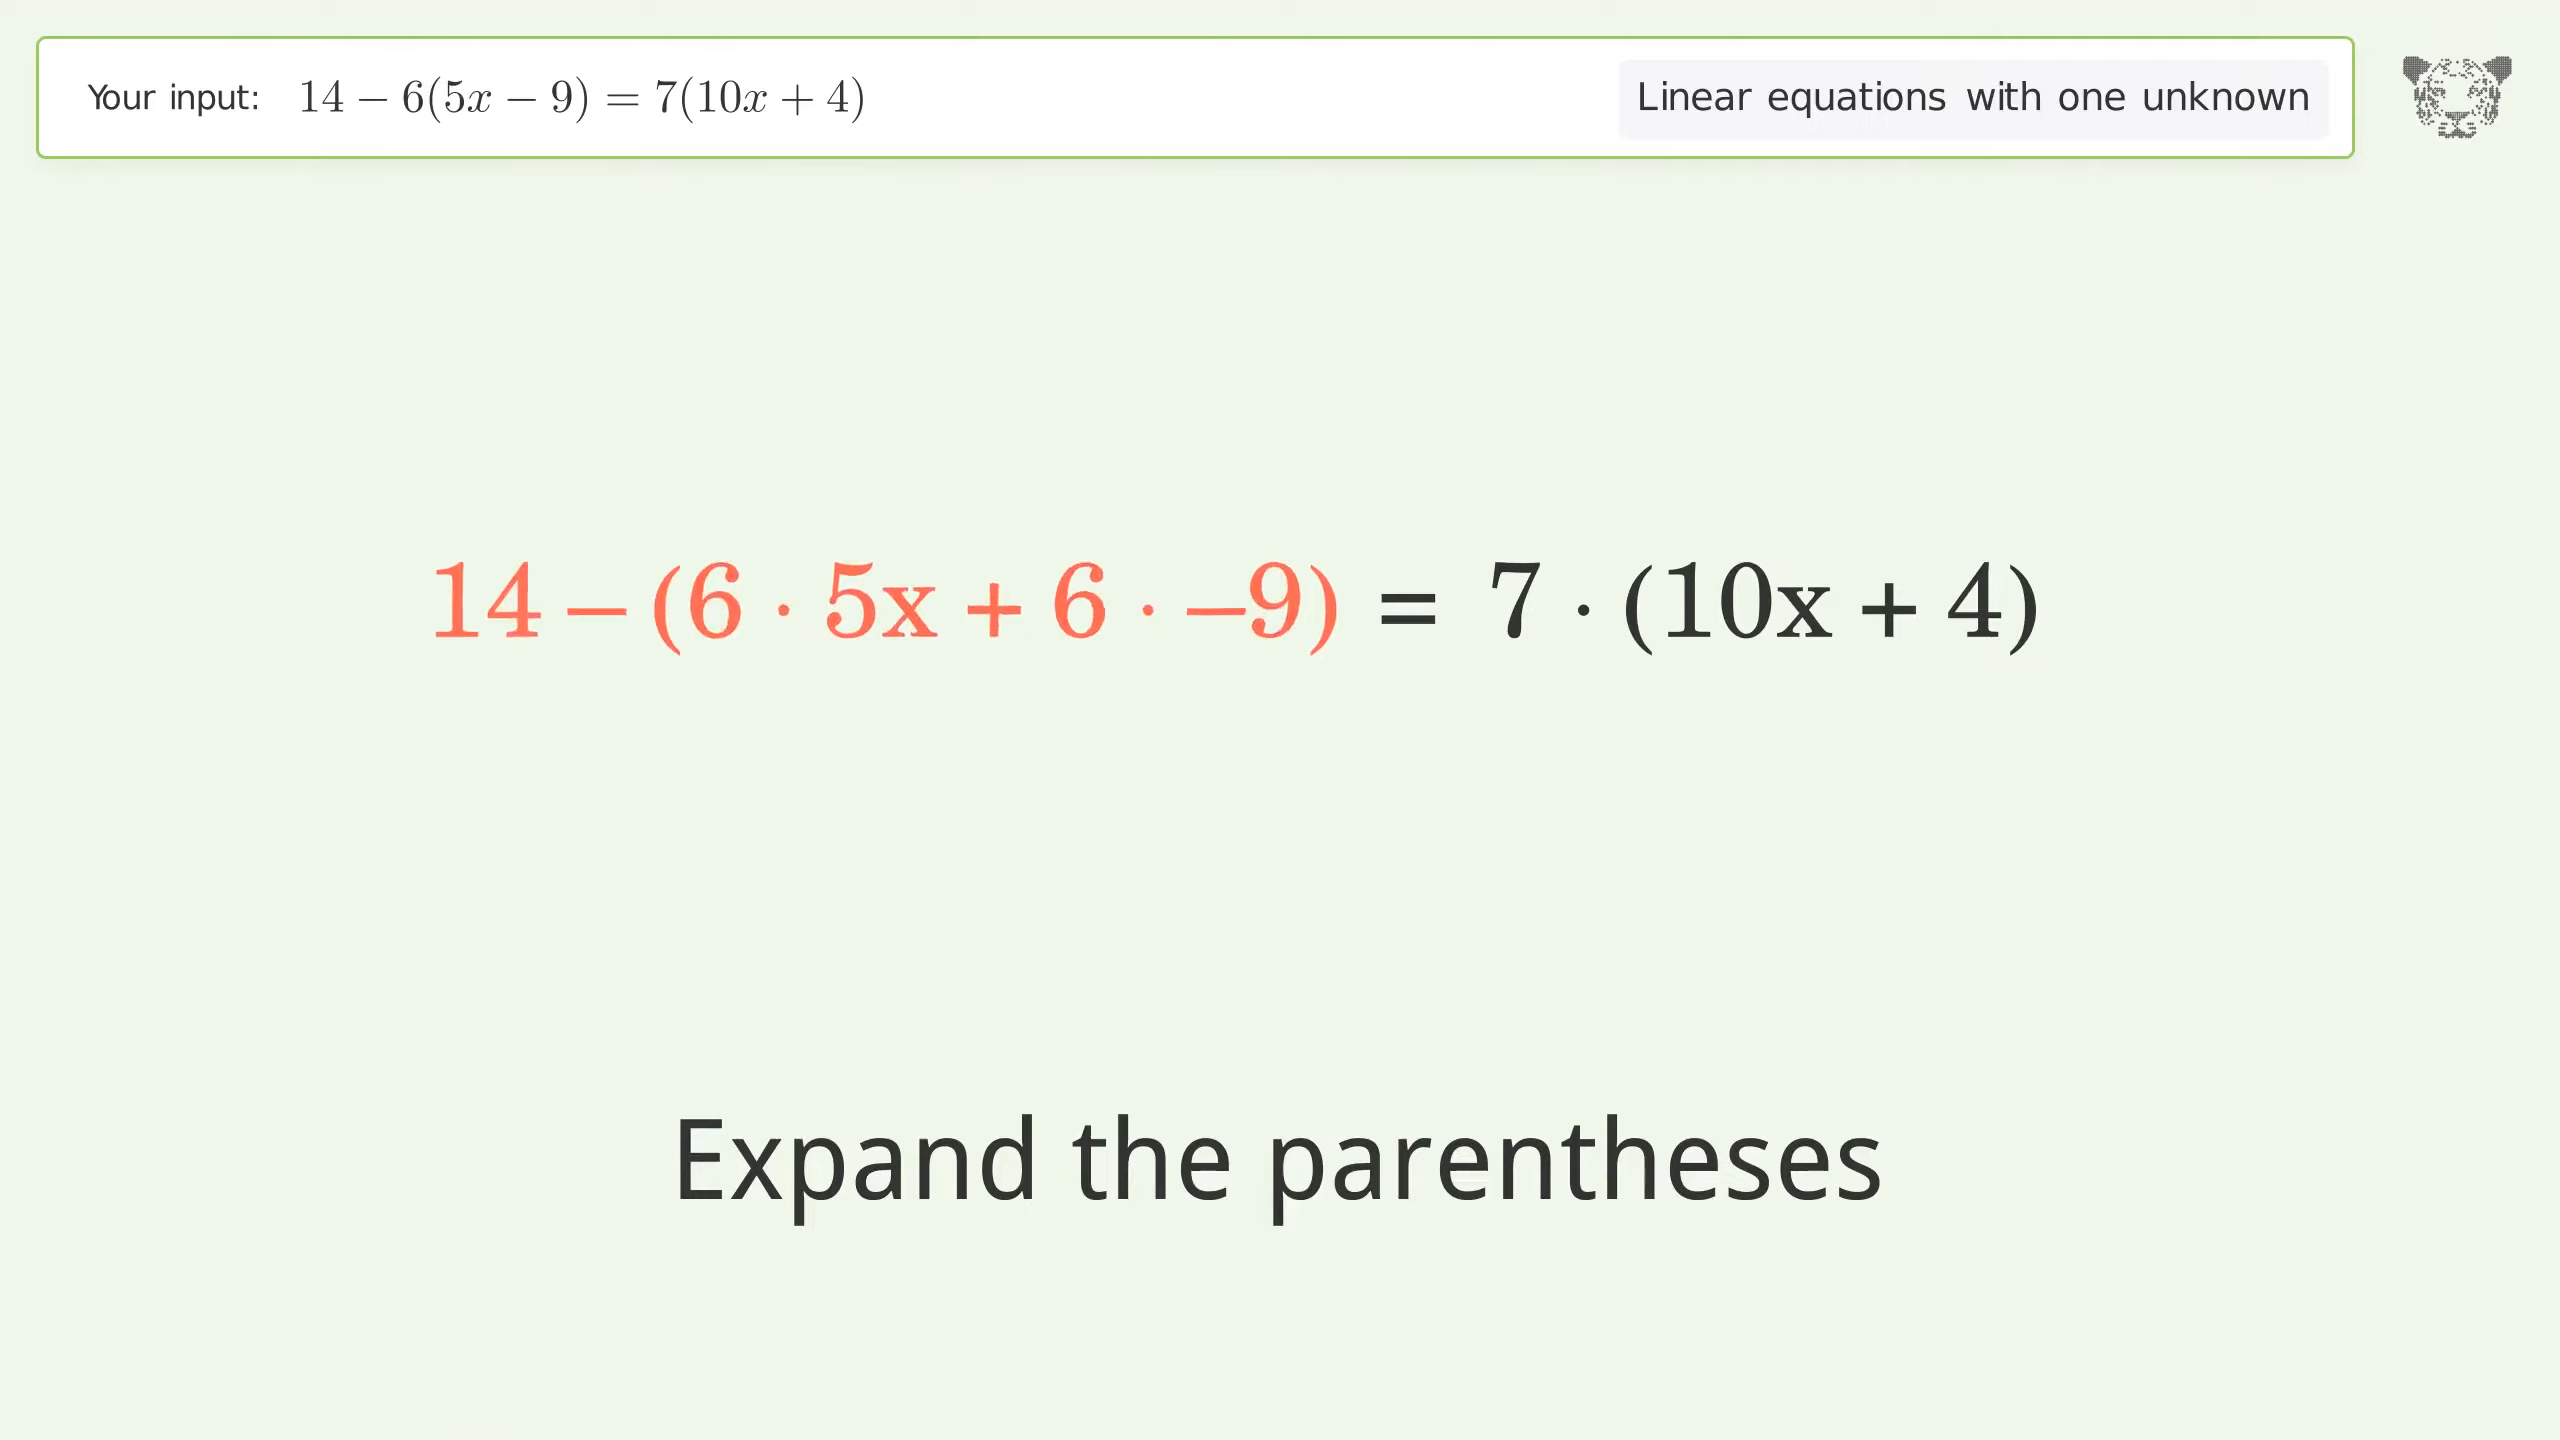 Your input: 14 − 6(5x − 9) = 7(10x + 4) Linear equations with one unknown
14 – (6 · 5x + 6 · –9) = 7 · (10x + 4)
Expand the parentheses